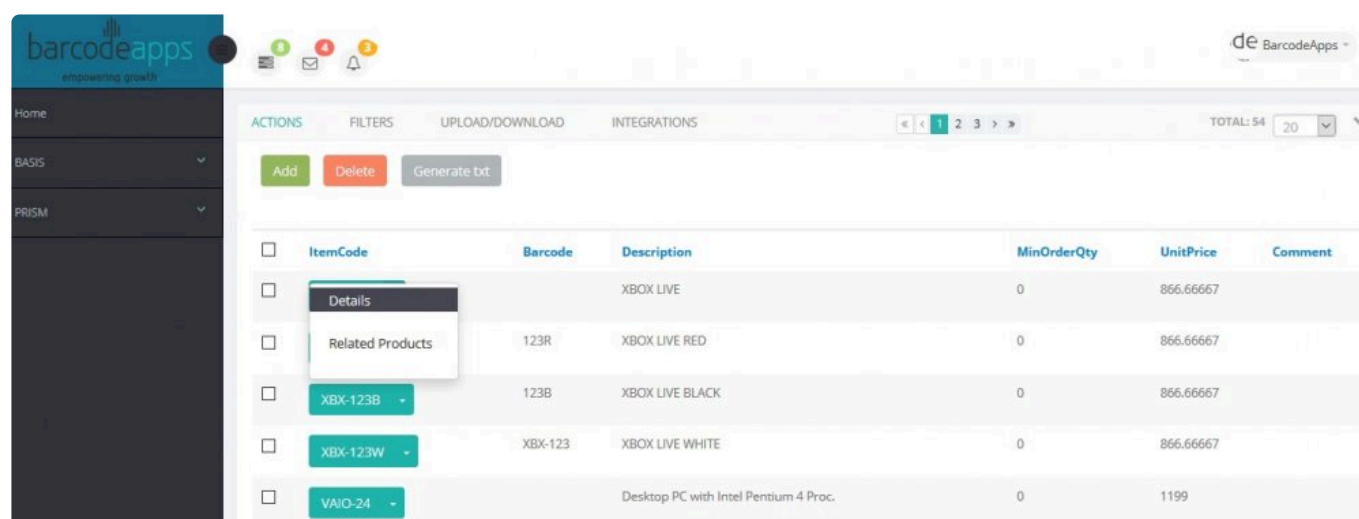 barcodeapps
empowering growth
8 4 3
de BarcodeApps
Home
BASIS
PRISM
ACTIONS FILTERS UPLOAD/DOWNLOAD INTEGRATIONS « < 1 2 3 > » TOTAL: 54 20
Add Delete Generate txt
ItemCode Barcode Description MinOrderQty UnitPrice Comment
XBOX LIVE 0 866.66667
Details
Related Products
123R XBOX LIVE RED 0 866.66667
XBX-123B 123B XBOX LIVE BLACK 0 866.66667
XBX-123W XBX-123 XBOX LIVE WHITE 0 866.66667
VAIO-24 Desktop PC with Intel Pentium 4 Proc. 0 1199